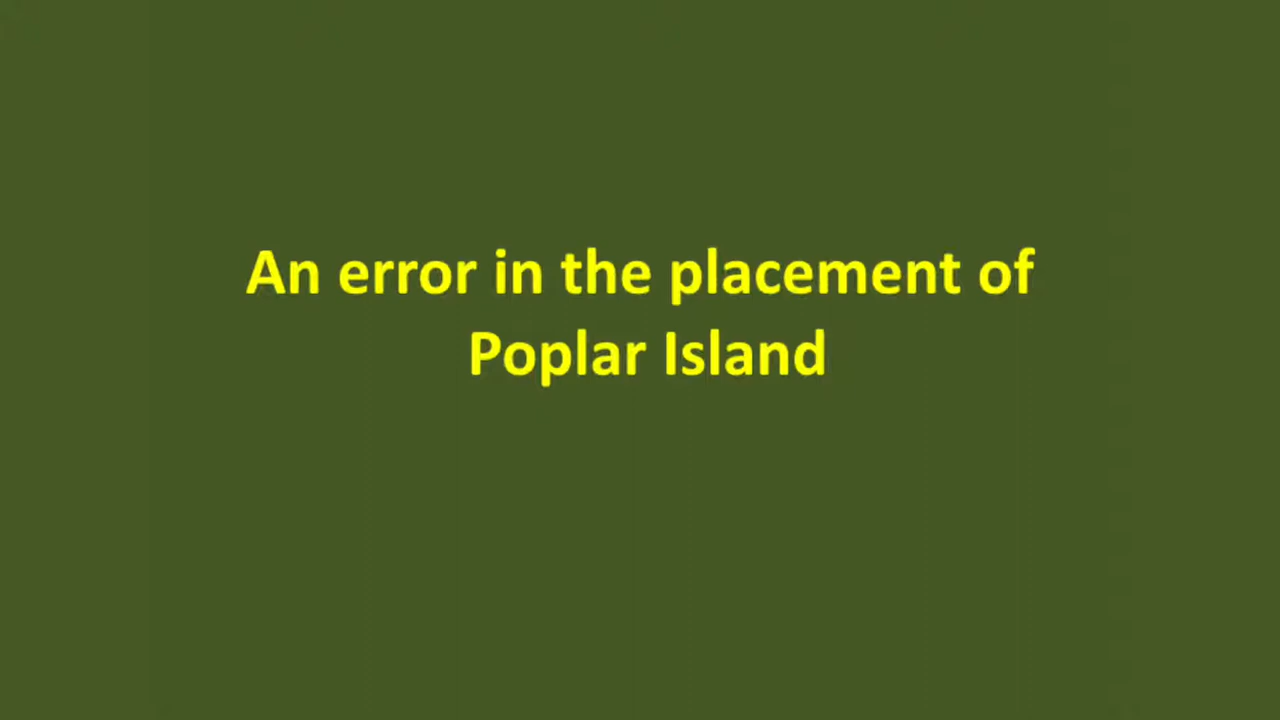 An error in the placement of
Poplar Island